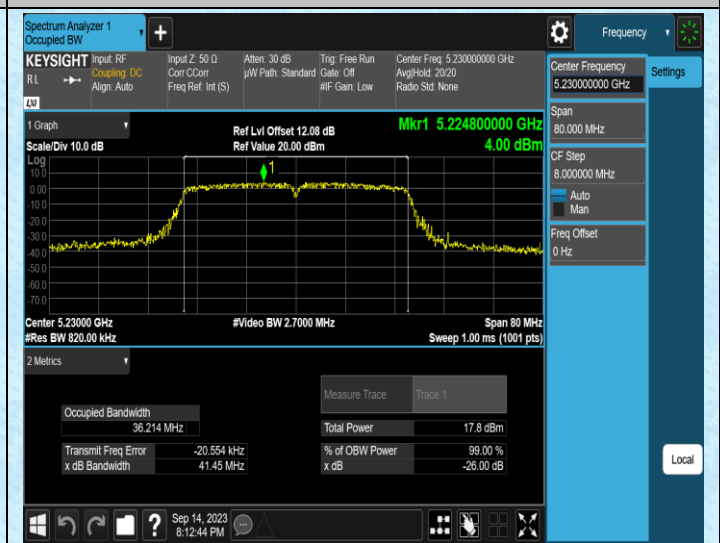 Spectrum Analyzer 1
Occupied BW
+
Frequency
KEYSIGHT
R L
LXI
Input: RF
Coupling: DC
Align: Auto
Input Z: 50 Ω
Corr CCorr
Freq Ref: Int (S)
Atten: 30 dB
µW Path: Standard
Trig: Free Run
Gate: Off
#IF Gain: Low
Center Freq: 5.230000000 GHz
Avg|Hold: 20/20
Radio Std: None
Center Frequency
5.230000000 GHz
Settings
Span
80.000 MHz
CF Step
8.000000 MHz
Auto
Man
Freq Offset
0 Hz
1 Graph
Scale/Div 10.0 dB
Ref Lvl Offset 12.08 dB
Ref Value 20.00 dBm
Mkr1 5.224800000 GHz
4.00 dBm
Log
10.0
0.00
-10.0
-20.0
-30.0
-40.0
-50.0
-60.0
-70.0
1
Center 5.23000 GHz
#Res BW 820.00 kHz
#Video BW 2.7000 MHz
Span 80 MHz
Sweep 1.00 ms (1001 pts)
2 Metrics
Measure Trace
Trace 1
Occupied Bandwidth
36.214 MHz
Total Power
17.8 dBm
Transmit Freq Error
-20.554 kHz
% of OBW Power
99.00 %
x dB Bandwidth
41.45 MHz
x dB
-26.00 dB
Local
?
Sep 14, 2023
8:12:44 PM